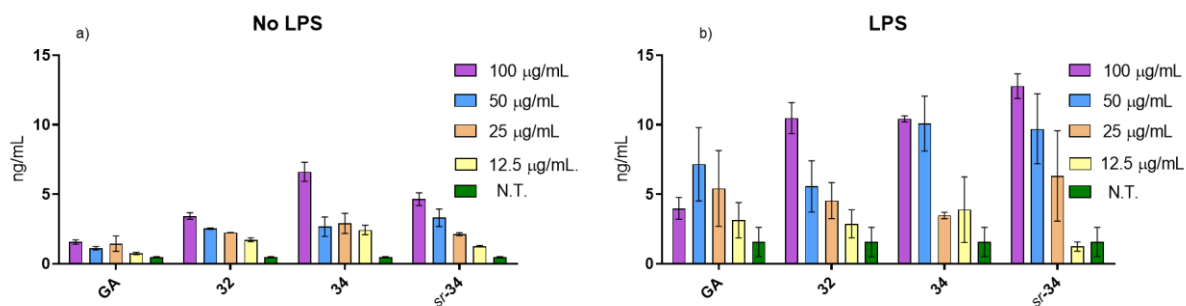 a)
No LPS
15
10
5
0
ng/mL
100 μg/mL
50 μg/mL
25 μg/mL
12.5 μg/mL.
N.T.
GA
32
34
sr-34
b)
LPS
15
10
5
0
ng/mL
100 μg/mL
50 μg/mL
25 μg/mL
12.5 μg/mL
N.T.
GA
32
34
sr-34